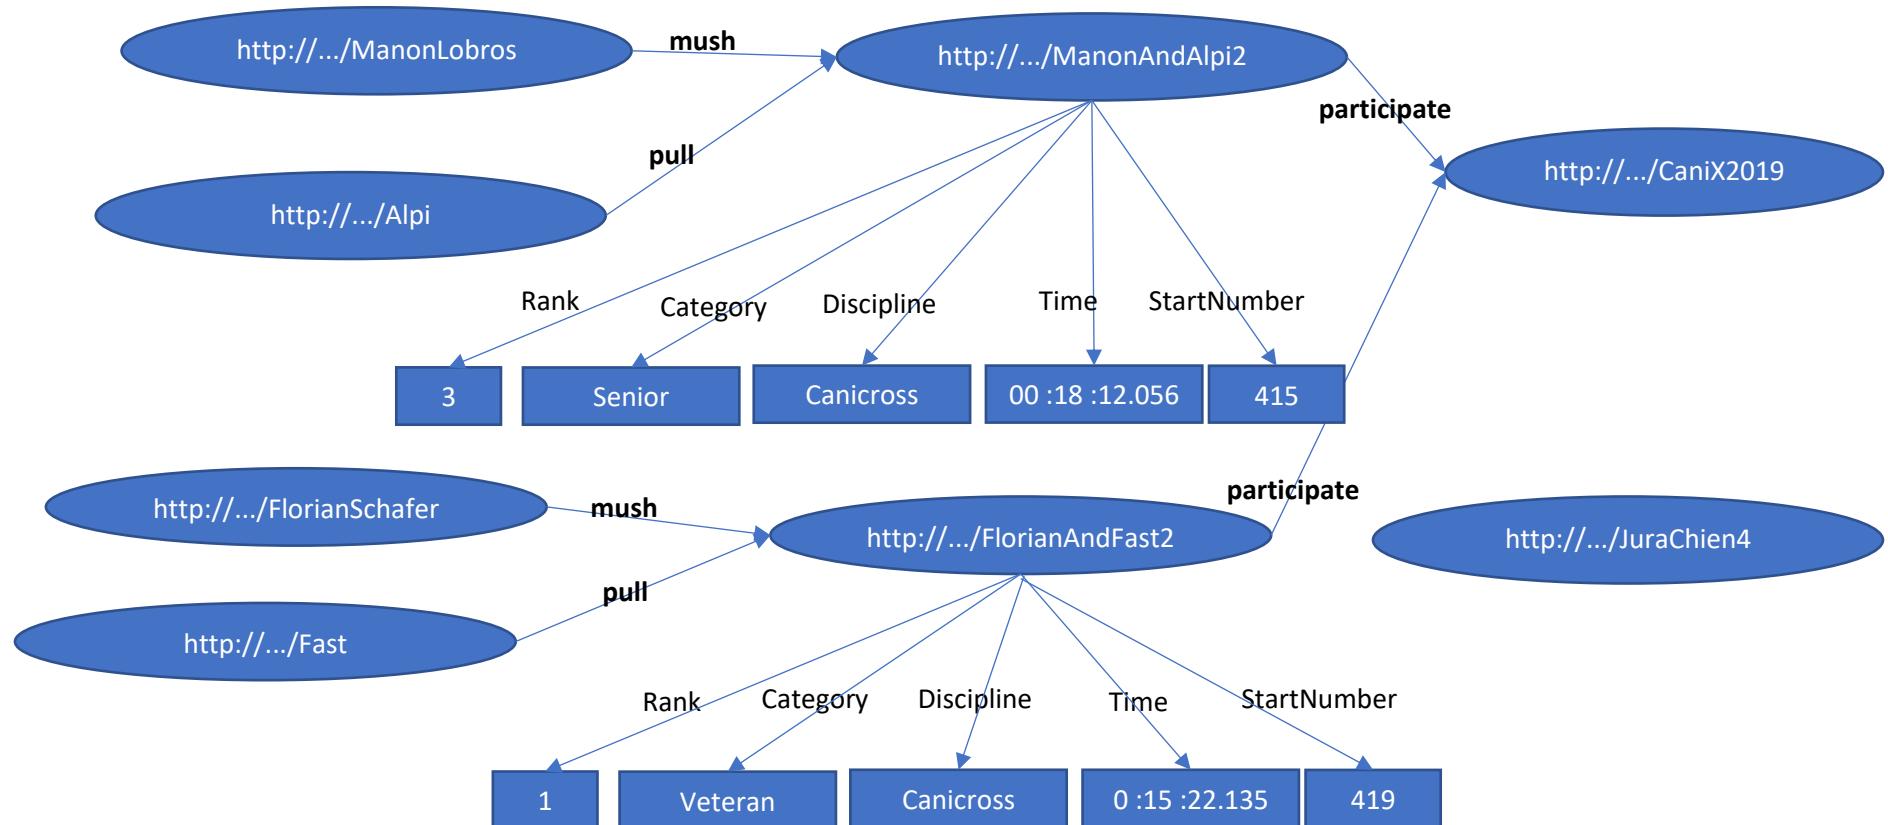 http://.../ManonLobros
mush
http://.../ManonAndAlpi2
participate
pull
http://.../CaniX2019
http://.../Alpi
Rank
Category
Discipline
Time
StartNumber
3
Senior
Canicross
00 :18 :12.056
415
http://.../FlorianSchafer
mush
participate
http://.../FlorianAndFast2
http://.../JuraChien4
pull
http://.../Fast
Rank
Category
Discipline
Time
StartNumber
1
Veteran
Canicross
0 :15 :22.135
419